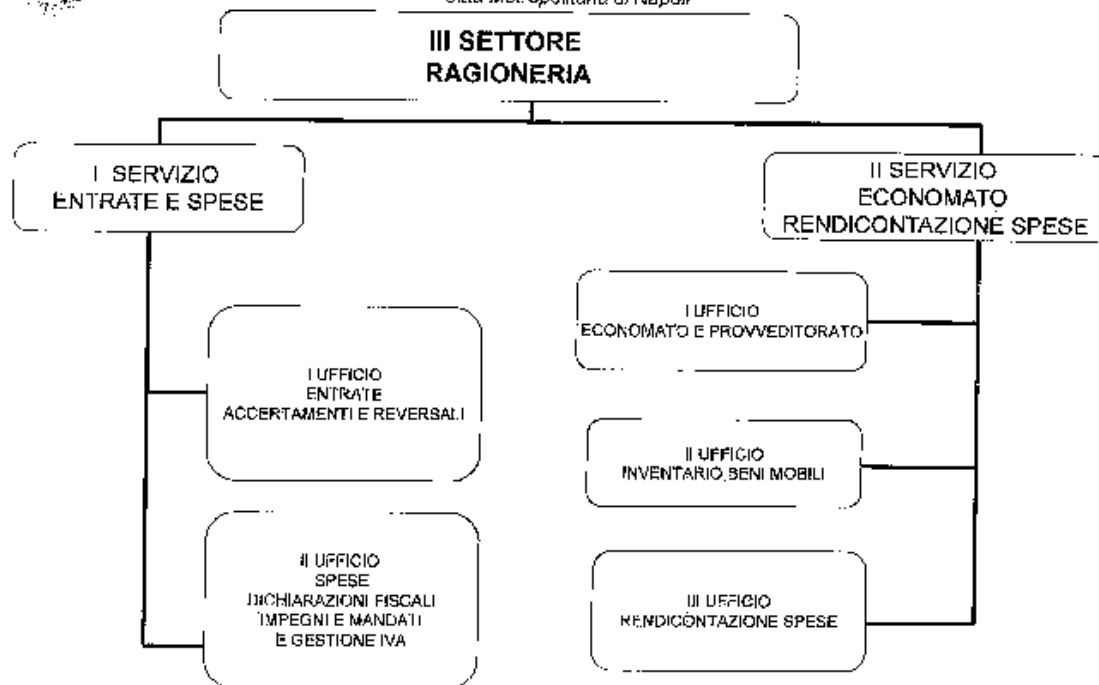 III SETTORE
RAGIONERIA
I SERVIZIO
ENTRATE E SPESE
II SERVIZIO
ECONOMATO
RENDICONTAZIONE SPESE
I UFFICIO
ENTRATE
ACCERTAMENTI E REVERSALI
II UFFICIO
SPESE
DICHIARAZIONI FISCALI
IMPEGNI E MANDATI
E GESTIONE IVA
I UFFICIO
ECONOMATO E PROVVEDITORATO
II UFFICIO
INVENTARIO BENI MOBILI
III UFFICIO
RENDICONTAZIONE SPESE